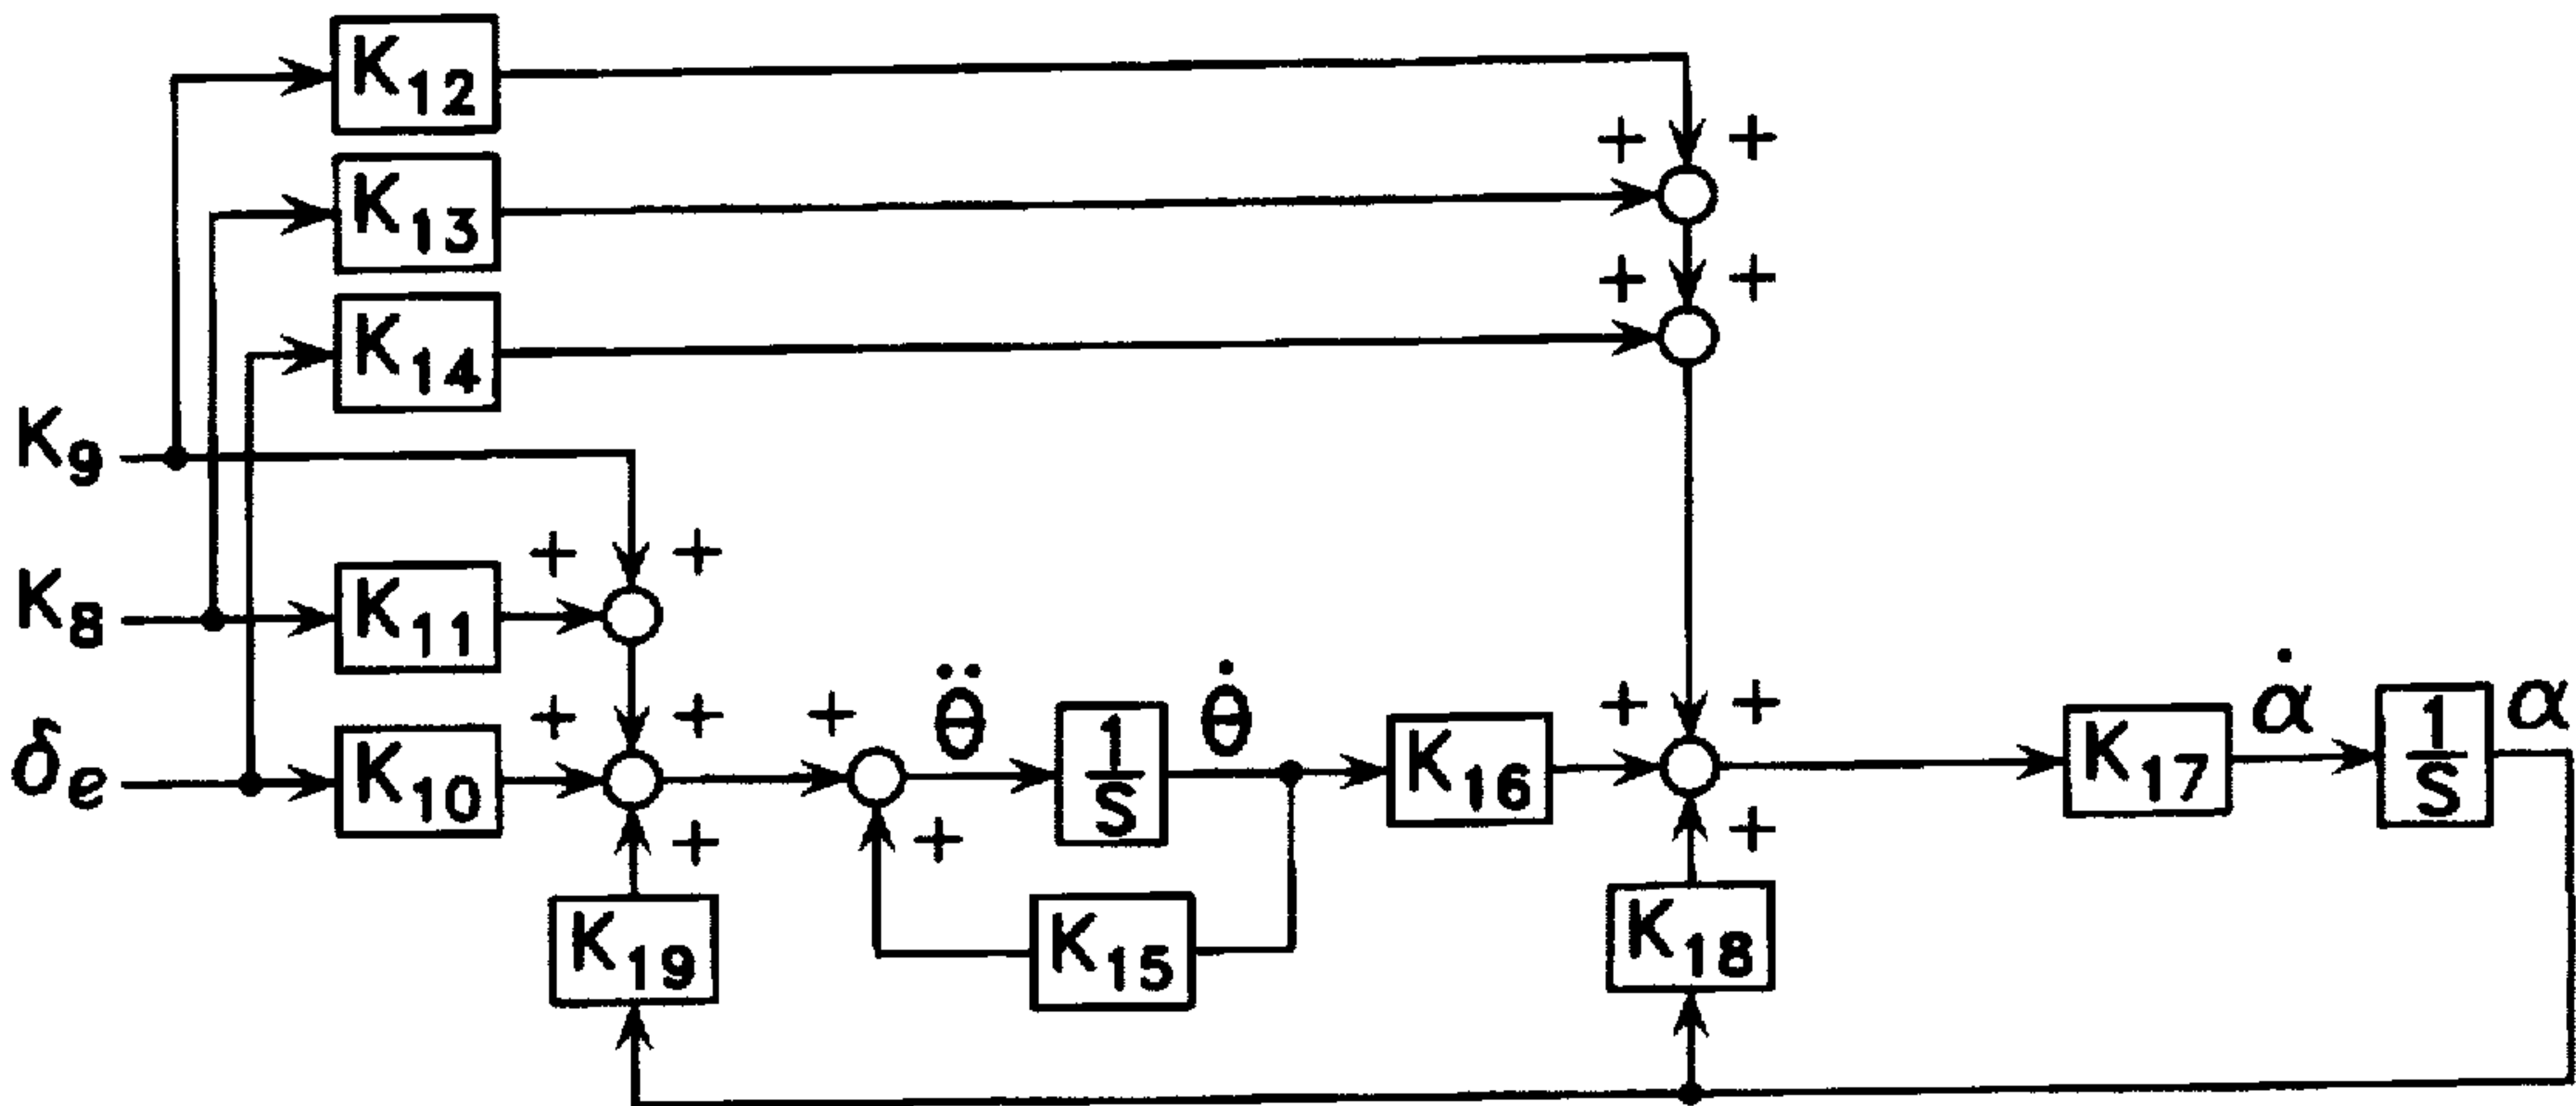 K12
+ +
K13
+ +
K14
K9
+ +
K8 K11
+ + + θ̈ θ̇ + + α̇ α
δe K10 1/S K16 K17 1/S
+ + +
K19 K15 K18